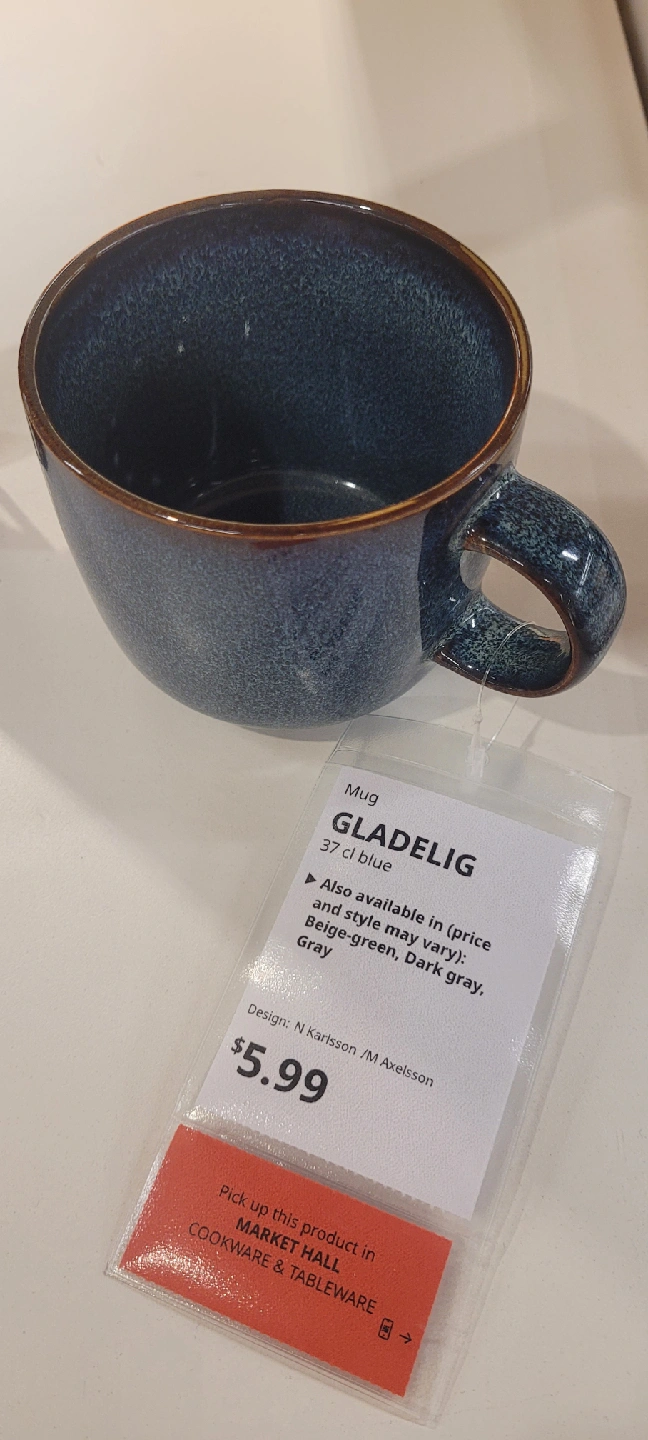 Mug
GLADELIG
37 cl blue
▶ Also available in (price
and style may vary):
Beige-green, Dark gray,
Gray
Design: N Karlsson /M Axelsson
$5.99
Pick up this product in
MARKET HALL
COOKWARE & TABLEWARE
→